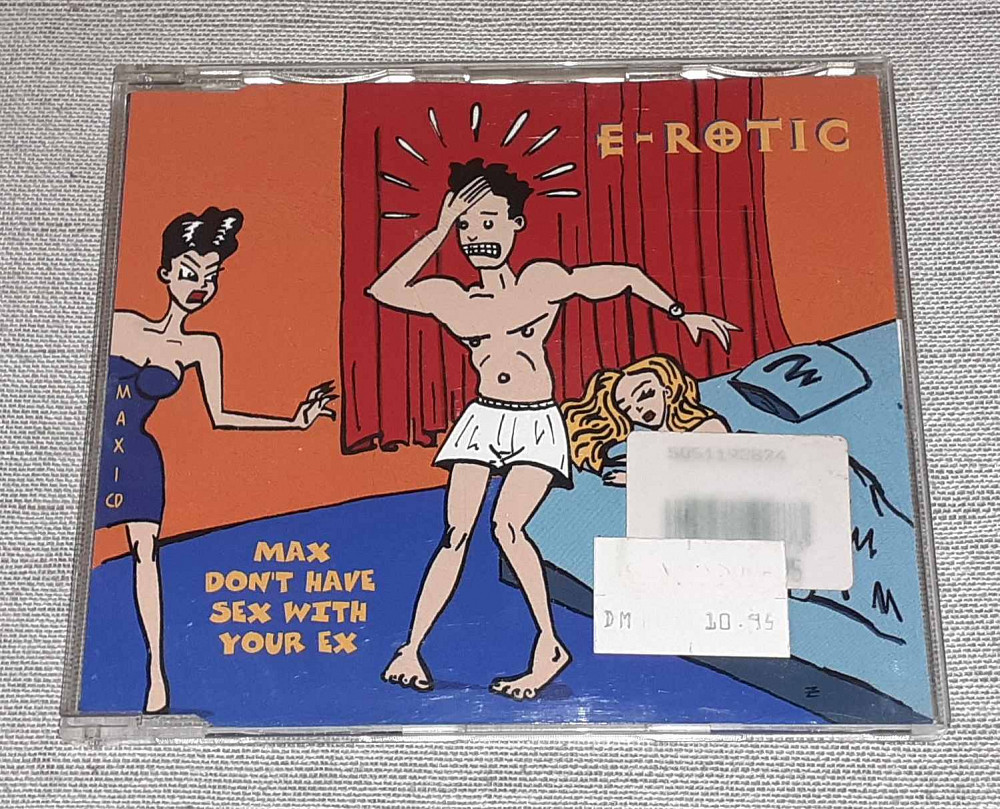 E-ROTIC
MAXI
CD
MAX
DON'T HAVE
SEX WITH
YOUR EX
DM 10.95
Z